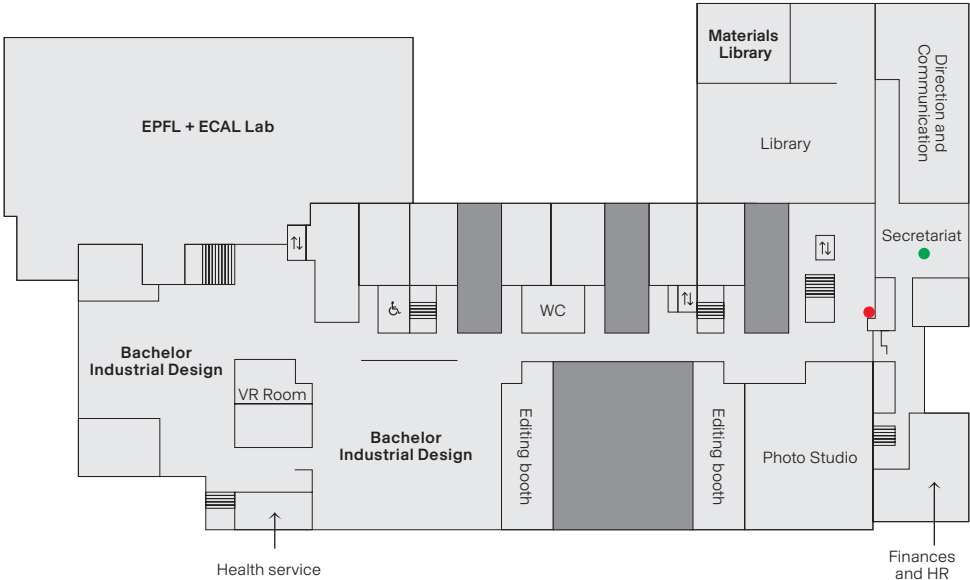 Materials
Library
Direction and
Communication
EPFL + ECAL Lab
Library
Secretariat
WC
Bachelor
Industrial Design
VR Room
Bachelor
Industrial Design
Editing booth
Editing booth
Photo Studio
Health service
Finances
and HR